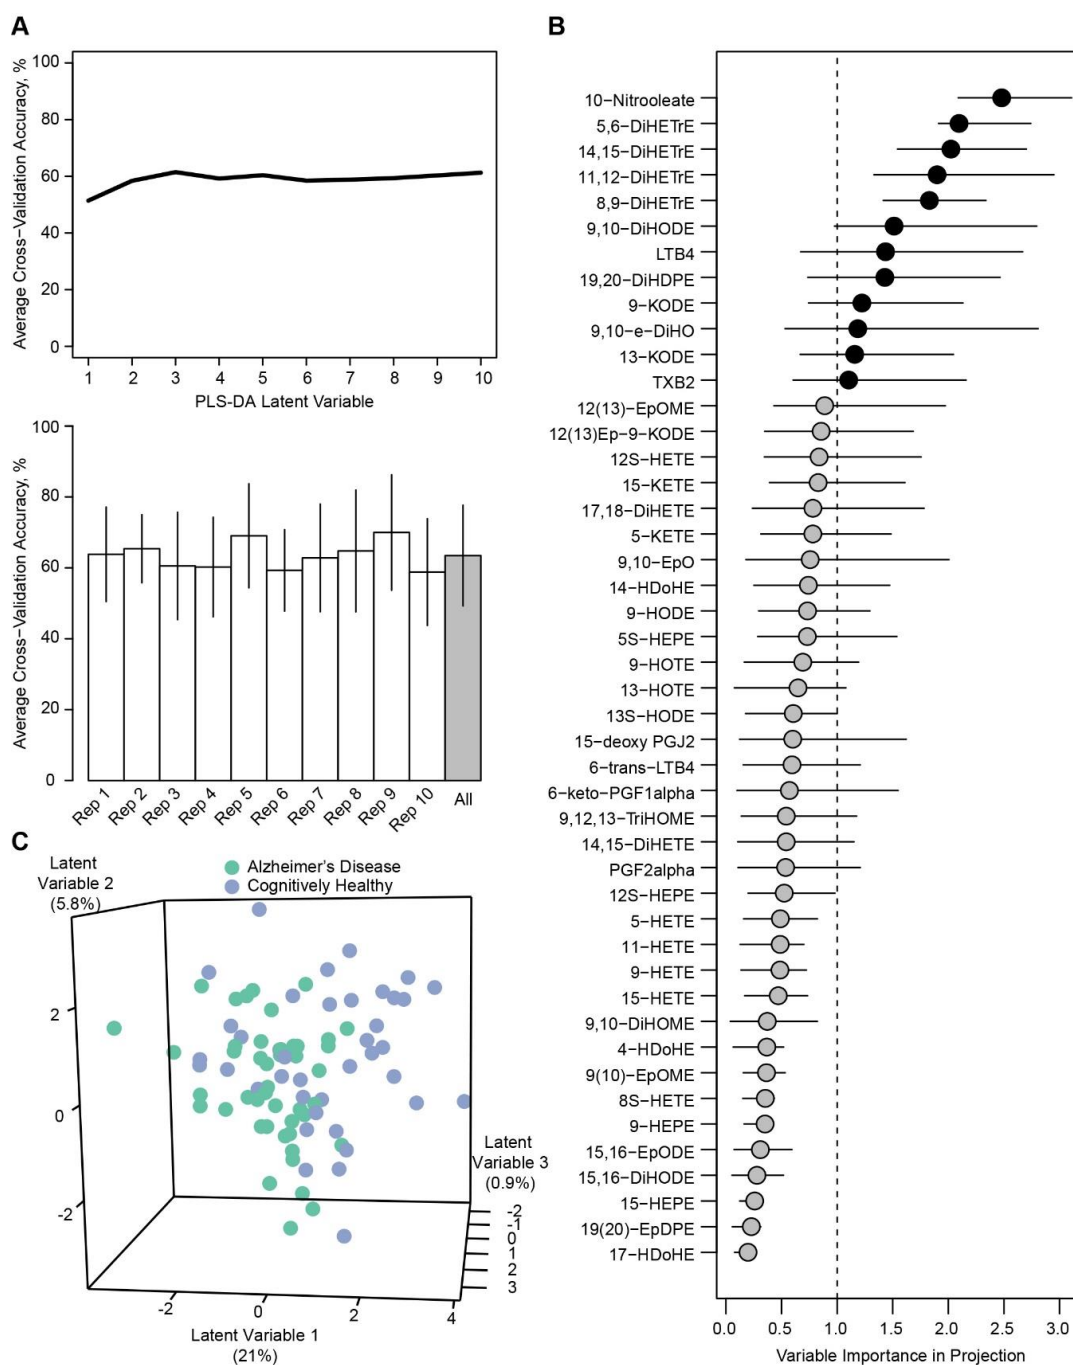 A
100
80
60
40
20
0
Average Cross−Validation Accuracy, %
1 2 3 4 5 6 7 8 9 10
PLS-DA Latent Variable
100
80
60
40
20
0
Average Cross−Validation Accuracy, %
Rep 1 Rep 2 Rep 3 Rep 4 Rep 5 Rep 6 Rep 7 Rep 8 Rep 9 Rep 10 All
C
Latent
Variable 2
(5.8%)
Alzheimer's Disease
Cognitively Healthy
2
0
-2
Latent
Variable 3
(0.9%)
-2
-1
0
1
2
3
-2 0 2 4
Latent Variable 1
(21%)
B
10−Nitrooleate
5,6−DiHETrE
14,15−DiHETrE
11,12−DiHETrE
8,9−DiHETrE
9,10−DiHODE
LTB4
19,20−DiHDPE
9−KODE
9,10−e−DiHO
13−KODE
TXB2
12(13)−EpOME
12(13)Ep−9−KODE
12S−HETE
15−KETE
17,18−DiHETE
5−KETE
9,10−EpO
14−HDoHE
9−HODE
5S−HEPE
9−HOTE
13−HOTE
13S−HODE
15−deoxy PGJ2
6−trans−LTB4
6−keto−PGF1alpha
9,12,13−TriHOME
14,15−DiHETE
PGF2alpha
12S−HEPE
5−HETE
11−HETE
9−HETE
15−HETE
9,10−DiHOME
4−HDoHE
9(10)−EpOME
8S−HETE
9−HEPE
15,16−EpODE
15,16−DiHODE
15−HEPE
19(20)−EpDPE
17−HDoHE
0.0 0.5 1.0 1.5 2.0 2.5 3.0
Variable Importance in Projection